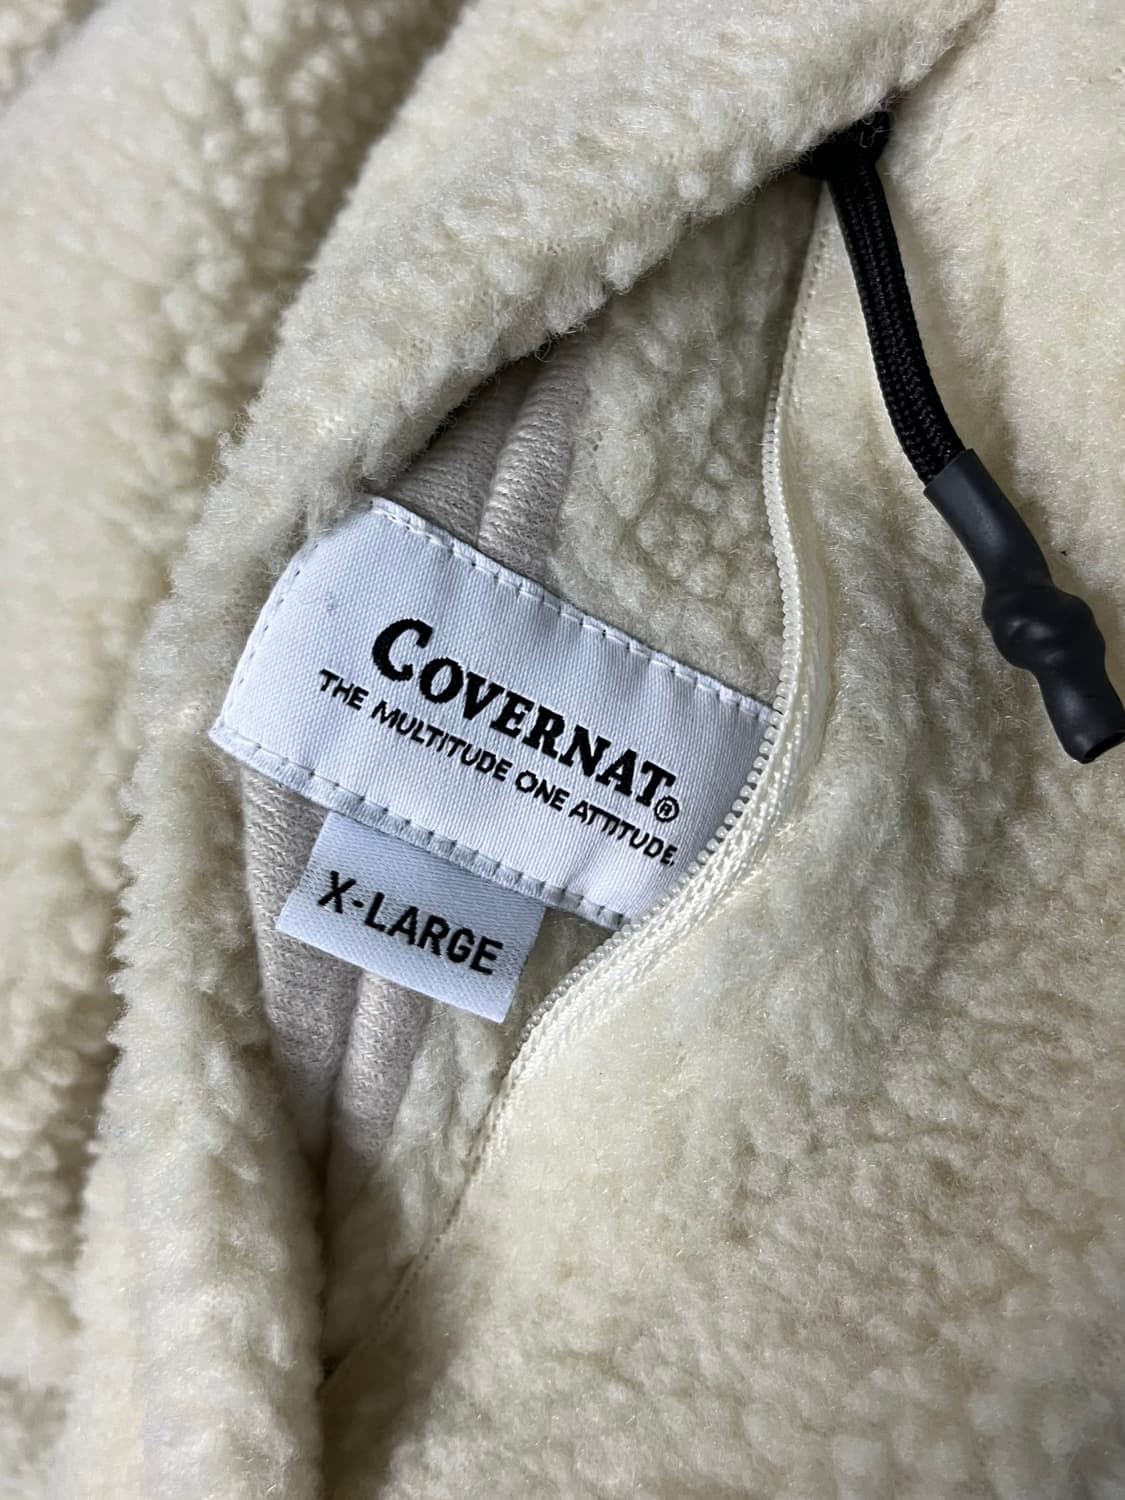 COVERNAT®
THE MULTITUDE ONE ATTITUDE.
X-LARGE